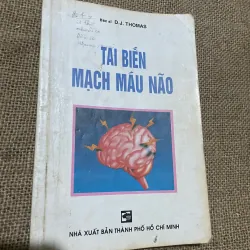 Bác sĩ D.J. THOMAS
TAI BIẾN
MẠCH MÁU NÃO
NHÀ XUẤT BẢN THÀNH PHỐ HỒ CHÍ MINH